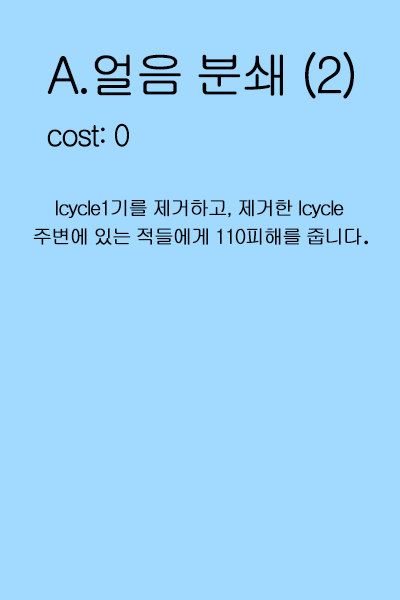 A.얼음 분쇄 (2)
cost: 0
Icycle1기를 제거하고, 제거한 Icycle
주변에 있는 적들에게 110피해를 줍니다.